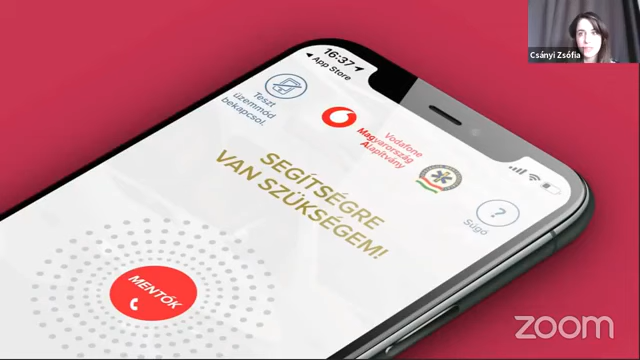 Csányi Zsófia
16:37
App Store
Teszt
üzemmód
bekapcsol.
Vodafone
Magyarország
Alapítvány
SEGÍTSÉGRE
VAN SZÜKSÉGEM!
?
Súgó
MENTŐK
zoom